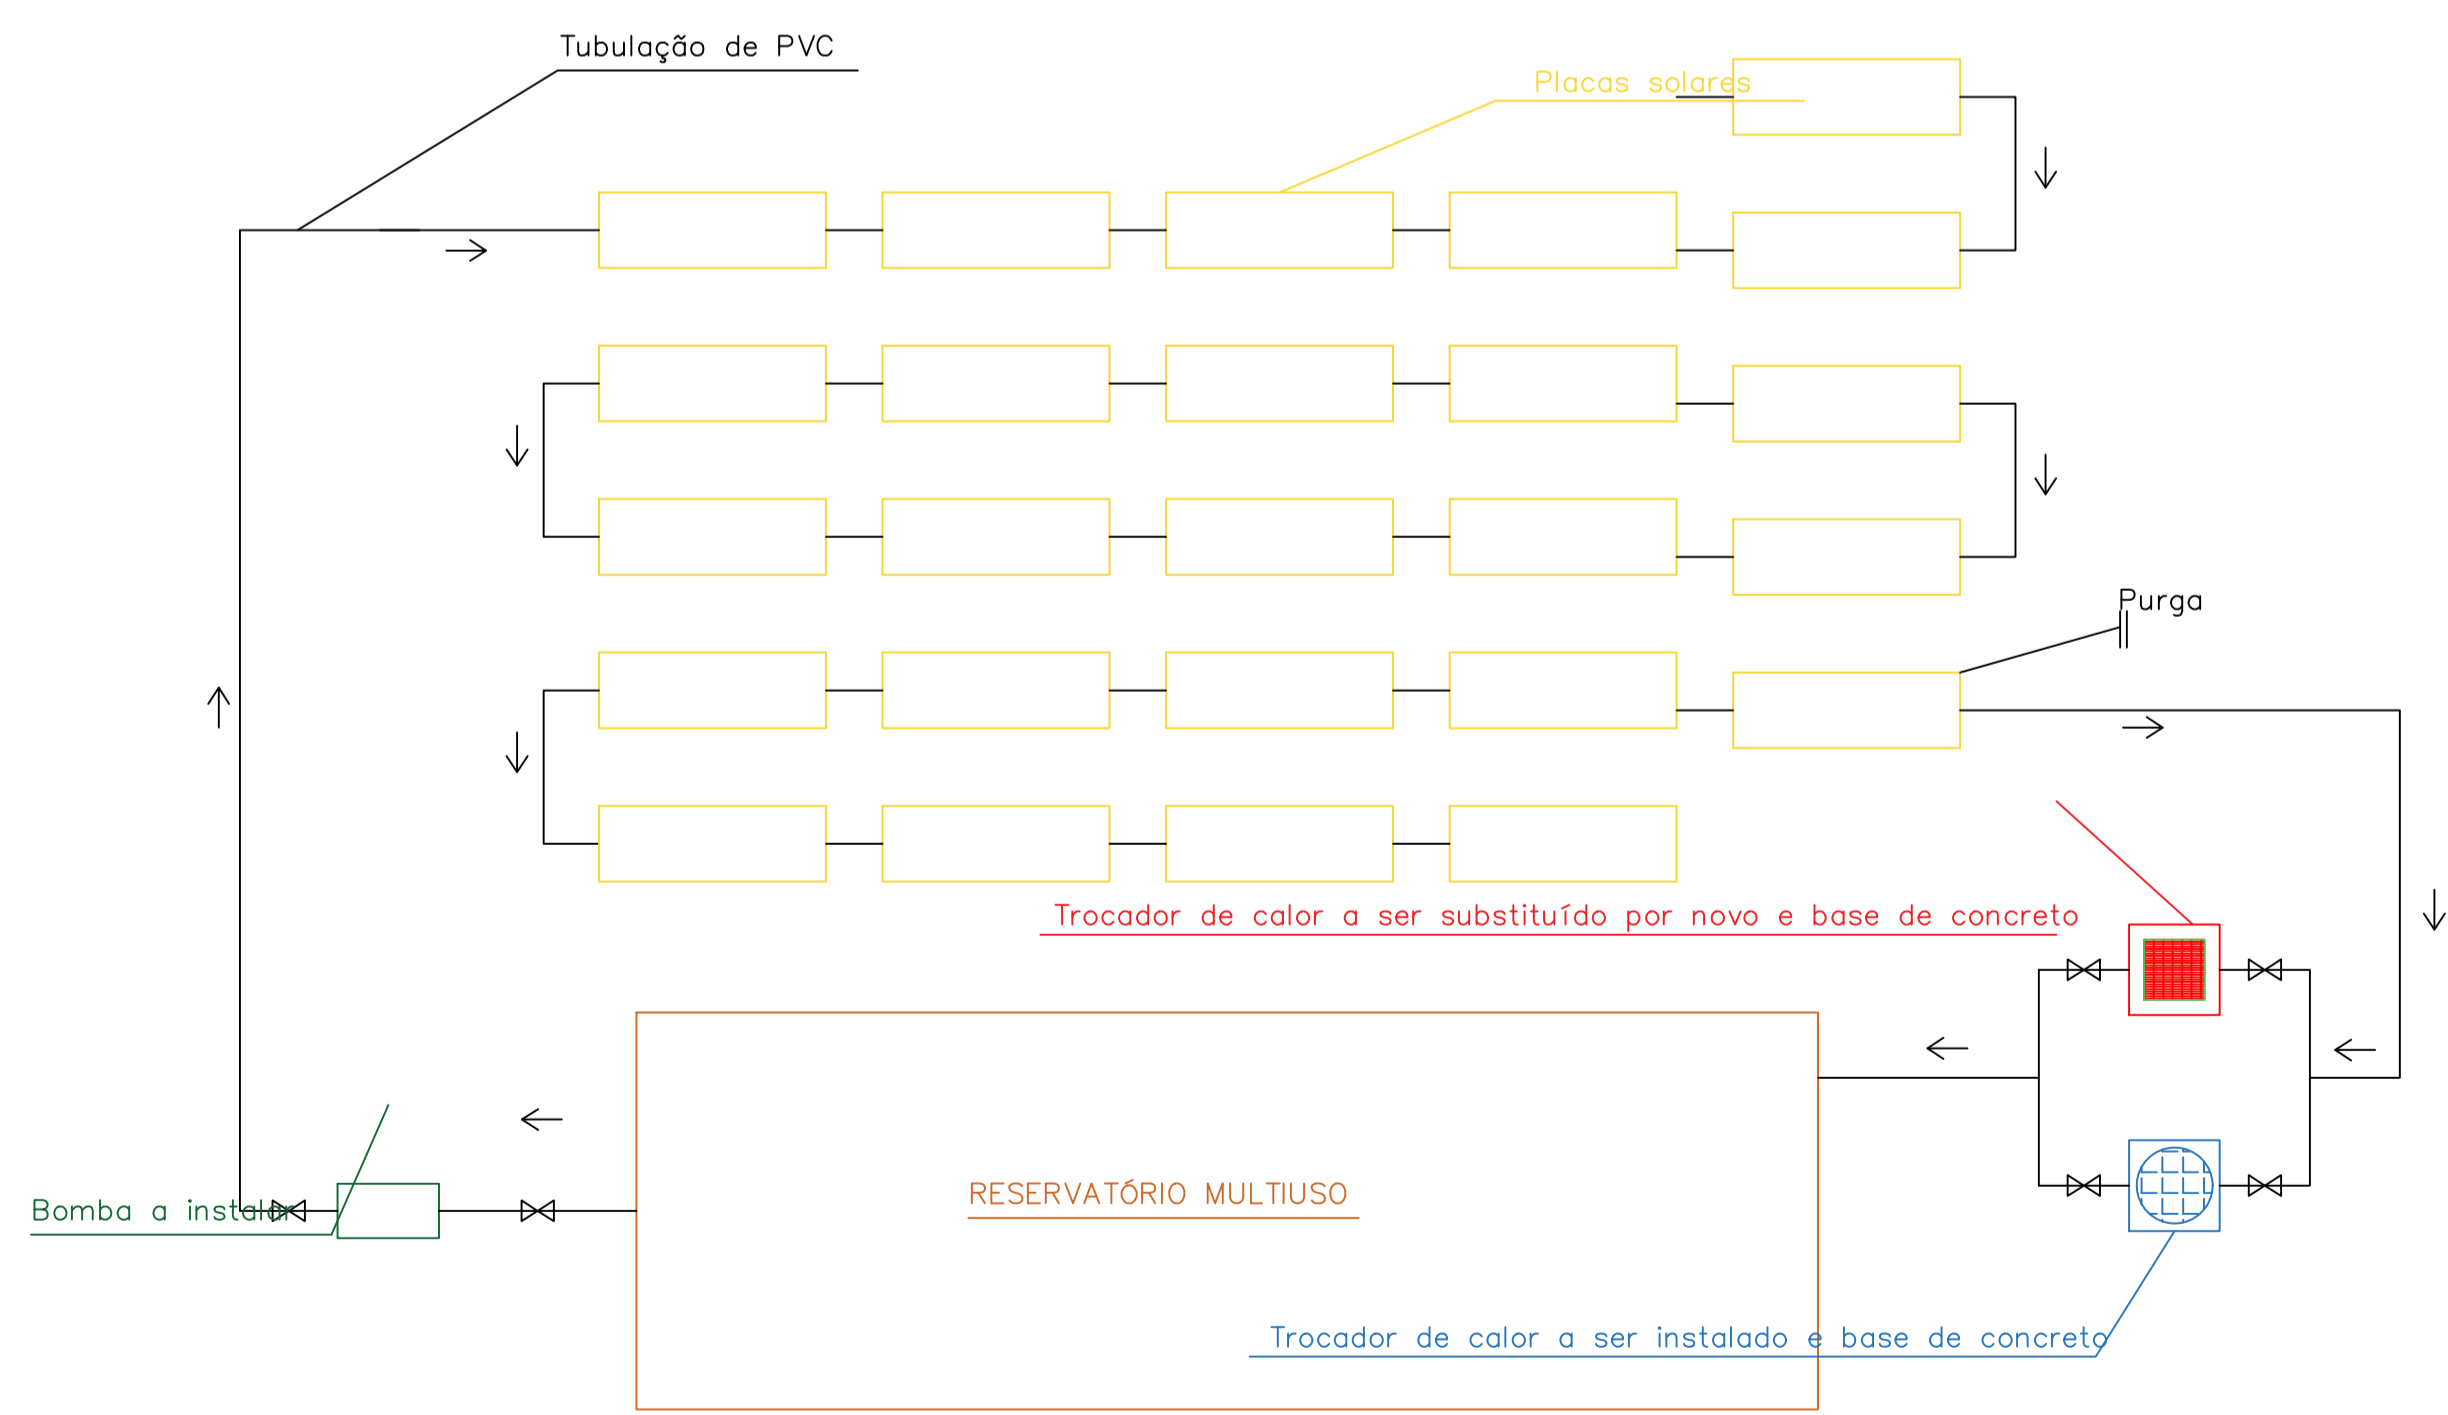 Tubulação de PVC
Placas solares
Purga
Trocador de calor a ser substituído por novo e base de concreto
RESERVATÓRIO MULTIUSO
Bomba a instalar
Trocador de calor a ser instalado e base de concreto